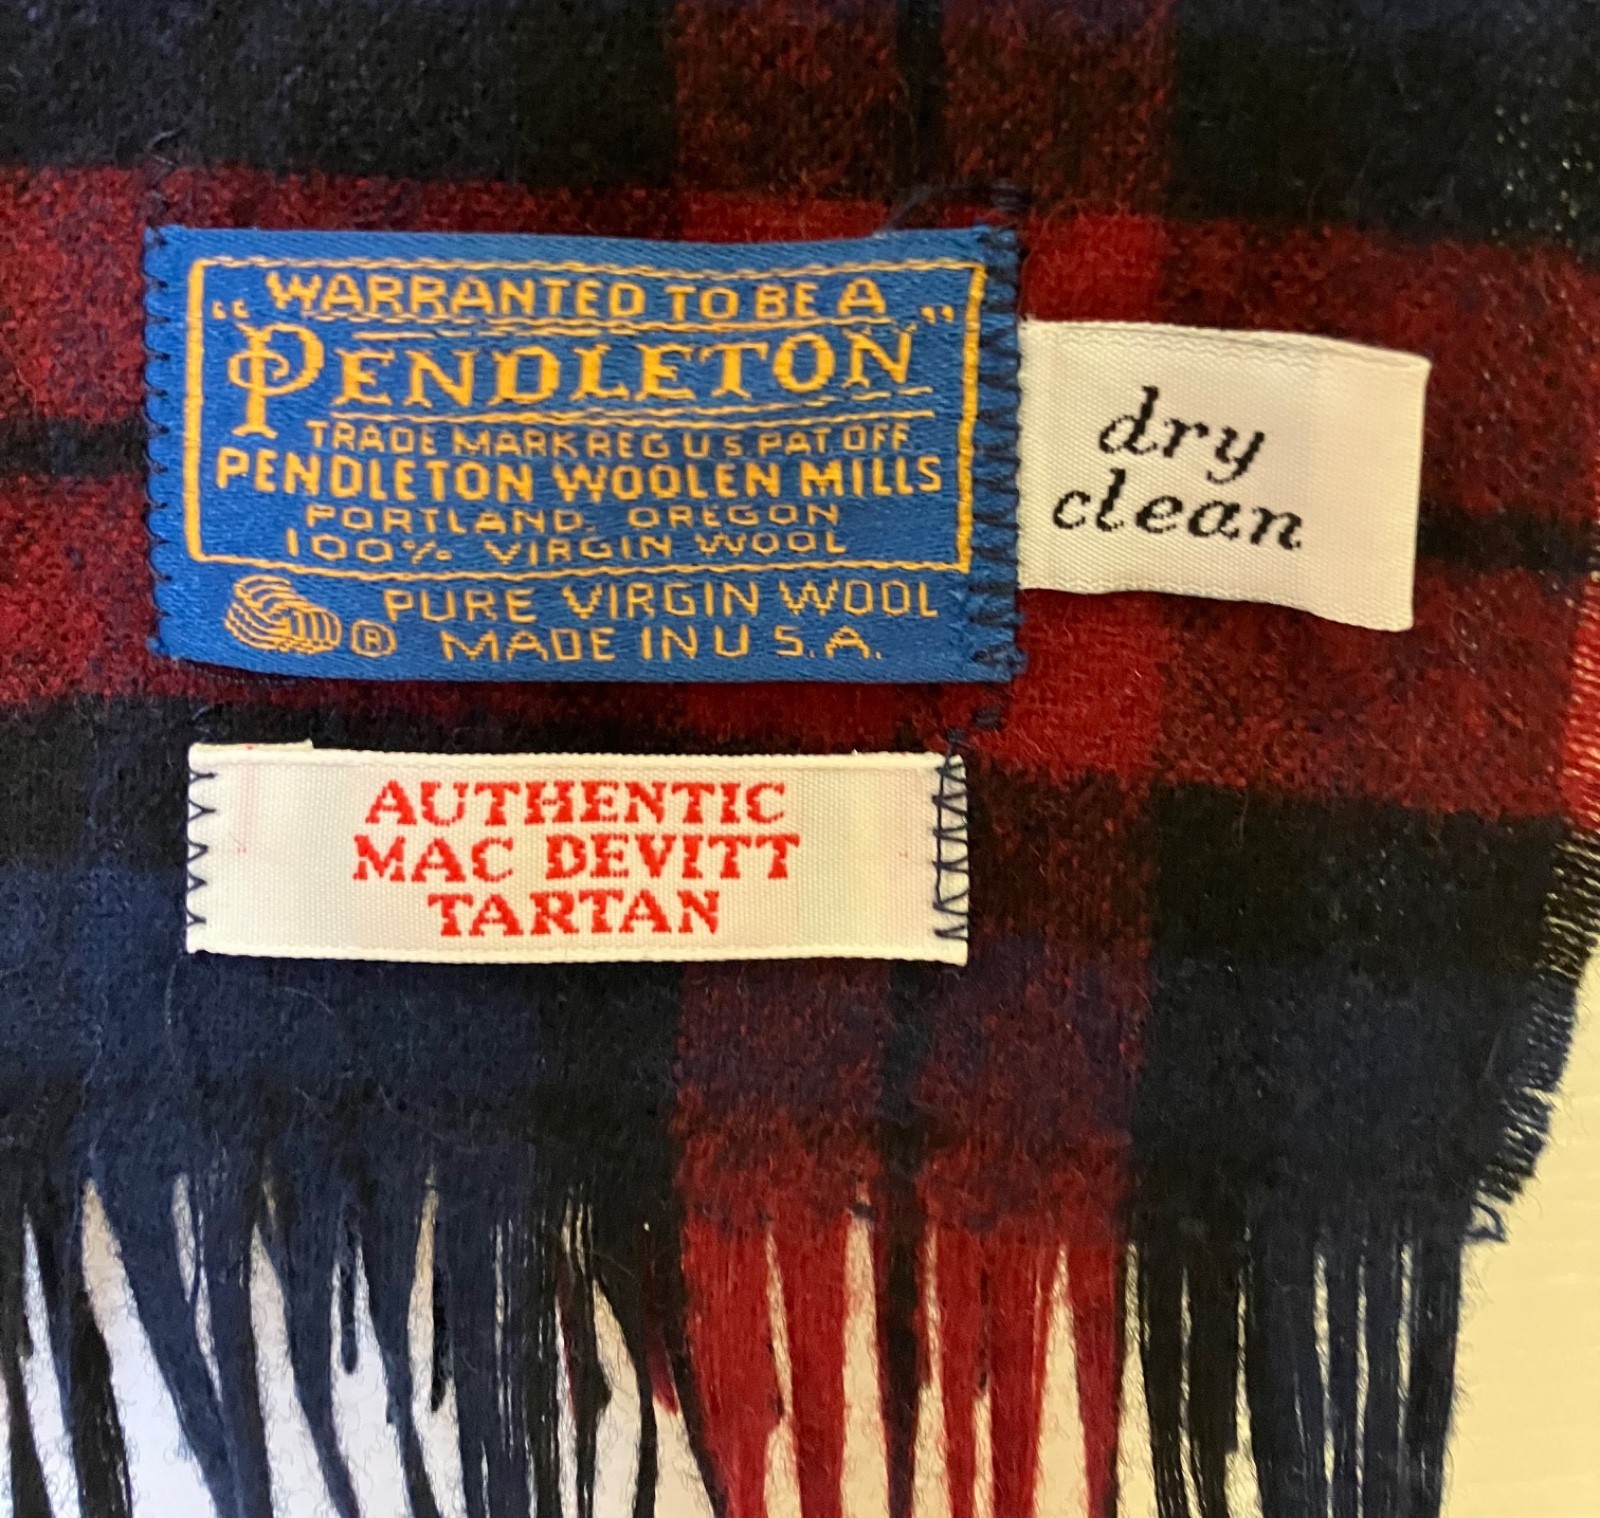 "WARRANTED TO BE A
PENDLETON"
TRADE MARK REG U S. PAT OFF.
PENDLETON WOOLEN MILLS
PORTLAND, OREGON
100% VIRGIN WOOL
® PURE VIRGIN WOOL
MADE IN U S.A.
dry
clean
AUTHENTIC
MAC DEVITT
TARTAN